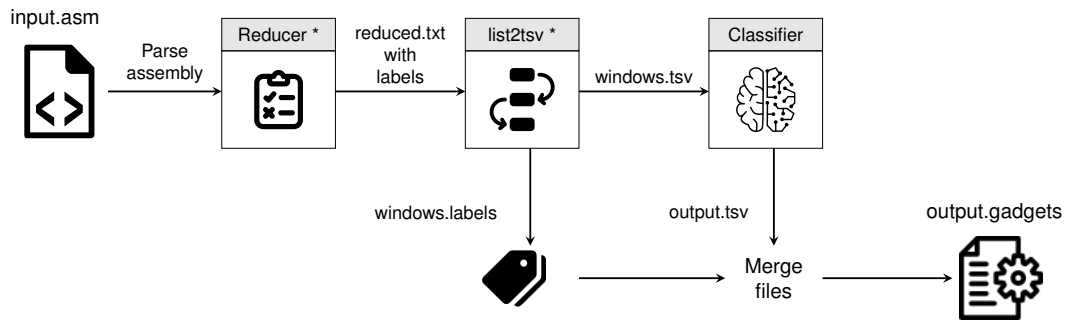 input.asm
Parse
assembly
Reducer *
reduced.txt
with
labels
list2tsv *
windows.tsv
Classifier
windows.labels
output.tsv
Merge
files
output.gadgets